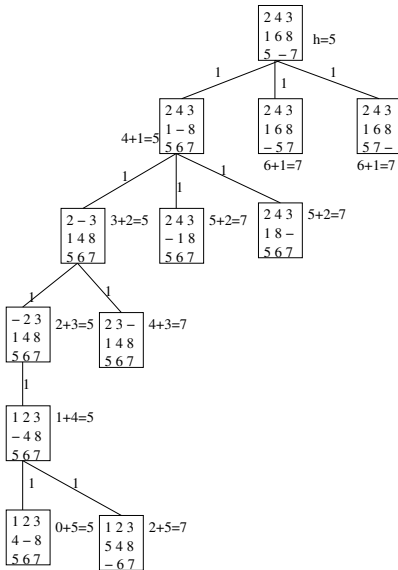 2 4 3
1 6 8
5 – 7
h=5
1
1
1
2 4 3
1 – 8
5 6 7
4+1=5
2 4 3
1 6 8
– 5 7
6+1=7
2 4 3
1 6 8
5 7 –
6+1=7
1
1
1
2 – 3
1 4 8
5 6 7
3+2=5
2 4 3
– 1 8
5 6 7
5+2=7
2 4 3
1 8 –
5 6 7
5+2=7
1
1
– 2 3
1 4 8
5 6 7
2+3=5
2 3 –
1 4 8
5 6 7
4+3=7
1
1 2 3
– 4 8
5 6 7
1+4=5
1
1
1 2 3
4 – 8
5 6 7
0+5=5
1 2 3
5 4 8
– 6 7
2+5=7